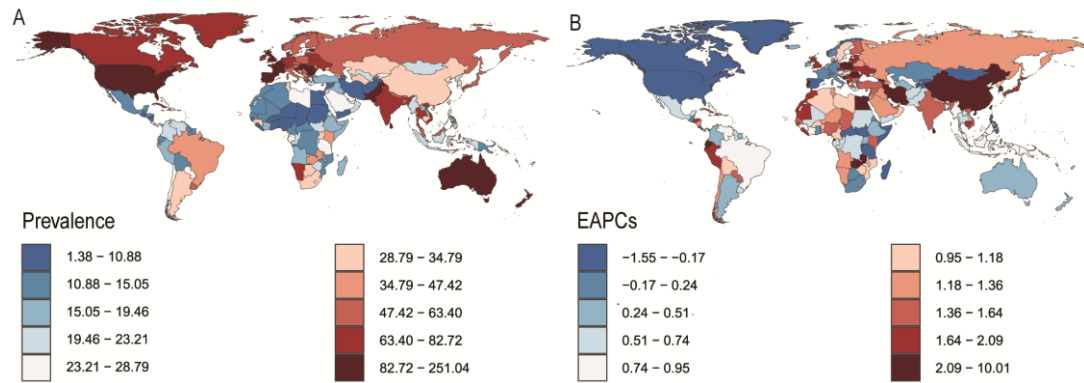 A
B
Prevalence
1.38 – 10.88
10.88 – 15.05
15.05 – 19.46
19.46 – 23.21
23.21 – 28.79
28.79 – 34.79
34.79 – 47.42
47.42 – 63.40
63.40 – 82.72
82.72 – 251.04
EAPCs
−1.55 – −0.17
−0.17 – 0.24
0.24 – 0.51
0.51 – 0.74
0.74 – 0.95
0.95 – 1.18
1.18 – 1.36
1.36 – 1.64
1.64 – 2.09
2.09 – 10.01